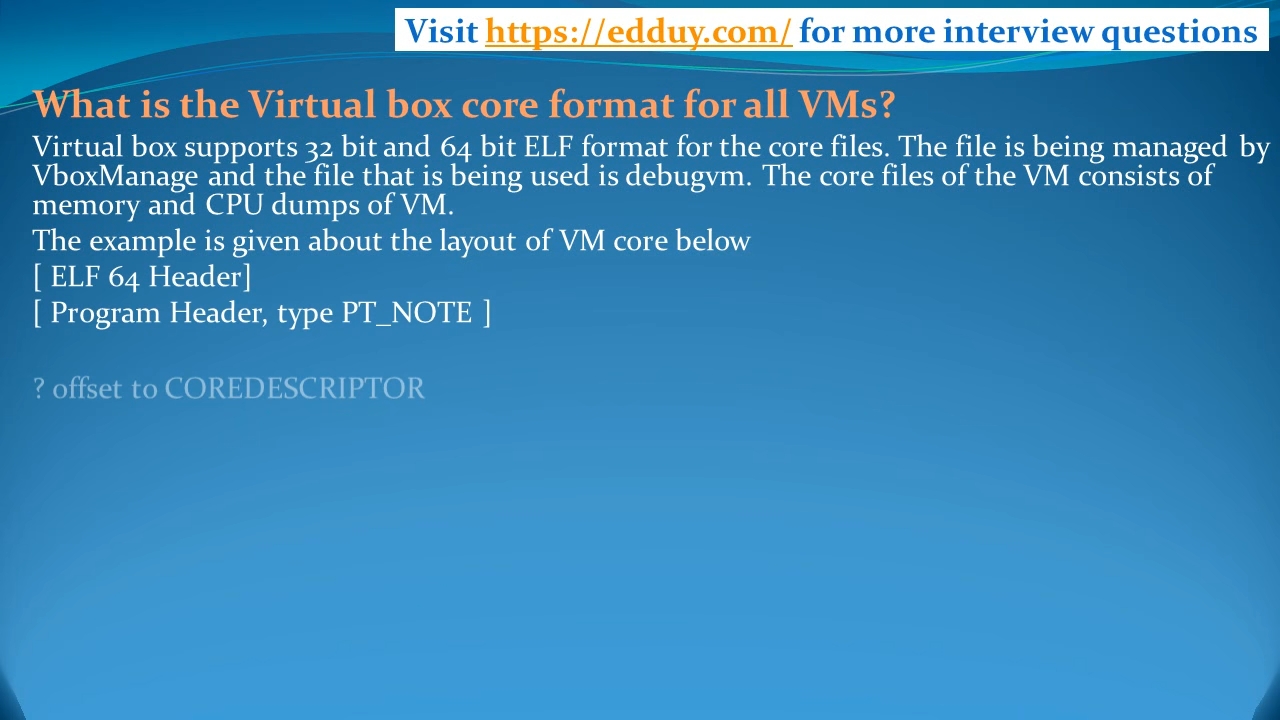 Visit https://edduy.com/ for more interview questions
What is the Virtual box core format for all VMs?
Virtual box supports 32 bit and 64 bit ELF format for the core files. The file is being managed by
VboxManage and the file that is being used is debugvm. The core files of the VM consists of
memory and CPU dumps of VM.
The example is given about the layout of VM core below
[ ELF 64 Header]
[ Program Header, type PT_NOTE ]
? offset to COREDESCRIPTOR